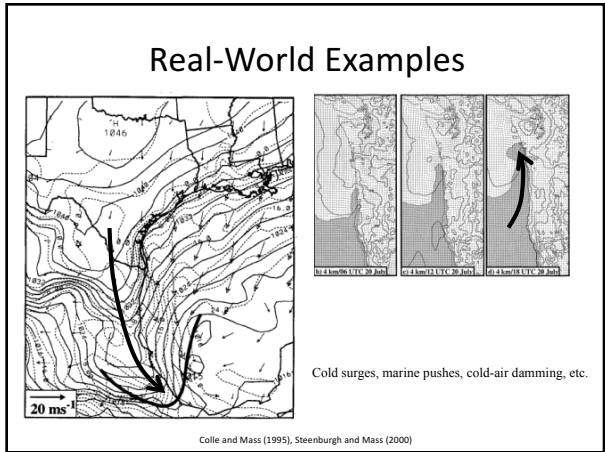 Real-World Examples
H
1046
20 ms-1
b) 4 km/06 UTC 20 July
c) 4 km/12 UTC 20 July
d) 4 km/18 UTC 20 July
Cold surges, marine pushes, cold-air damming, etc.
Colle and Mass (1995), Steenburgh and Mass (2000)